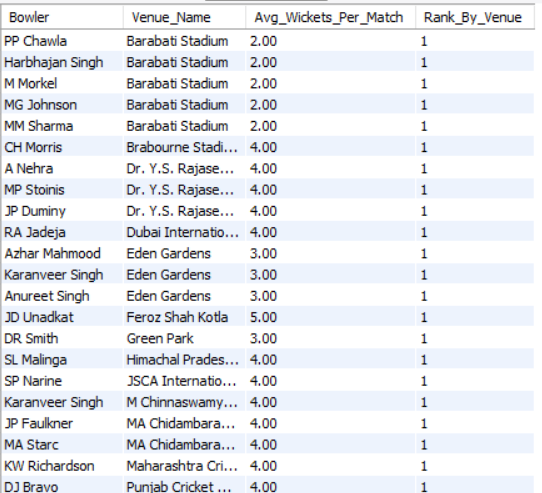 Bowler Venue_Name Avg_Wickets_Per_Match Rank_By_Venue
PP Chawla Barabati Stadium 2.00 1
Harbhajan Singh Barabati Stadium 2.00 1
M Morkel Barabati Stadium 2.00 1
MG Johnson Barabati Stadium 2.00 1
MM Sharma Barabati Stadium 2.00 1
CH Morris Brabourne Stadi... 4.00 1
A Nehra Dr. Y.S. Rajase... 4.00 1
MP Stoinis Dr. Y.S. Rajase... 4.00 1
JP Duminy Dr. Y.S. Rajase... 4.00 1
RA Jadeja Dubai Internatio... 4.00 1
Azhar Mahmood Eden Gardens 3.00 1
Karanveer Singh Eden Gardens 3.00 1
Anureet Singh Eden Gardens 3.00 1
JD Unadkat Feroz Shah Kotla 5.00 1
DR Smith Green Park 3.00 1
SL Malinga Himachal Prades... 4.00 1
SP Narine JSCA Internatio... 4.00 1
Karanveer Singh M Chinnaswamy... 4.00 1
JP Faulkner MA Chidambara... 4.00 1
MA Starc MA Chidambara... 4.00 1
KW Richardson Maharashtra Cri... 4.00 1
DJ Bravo Punjab Cricket ... 4.00 1